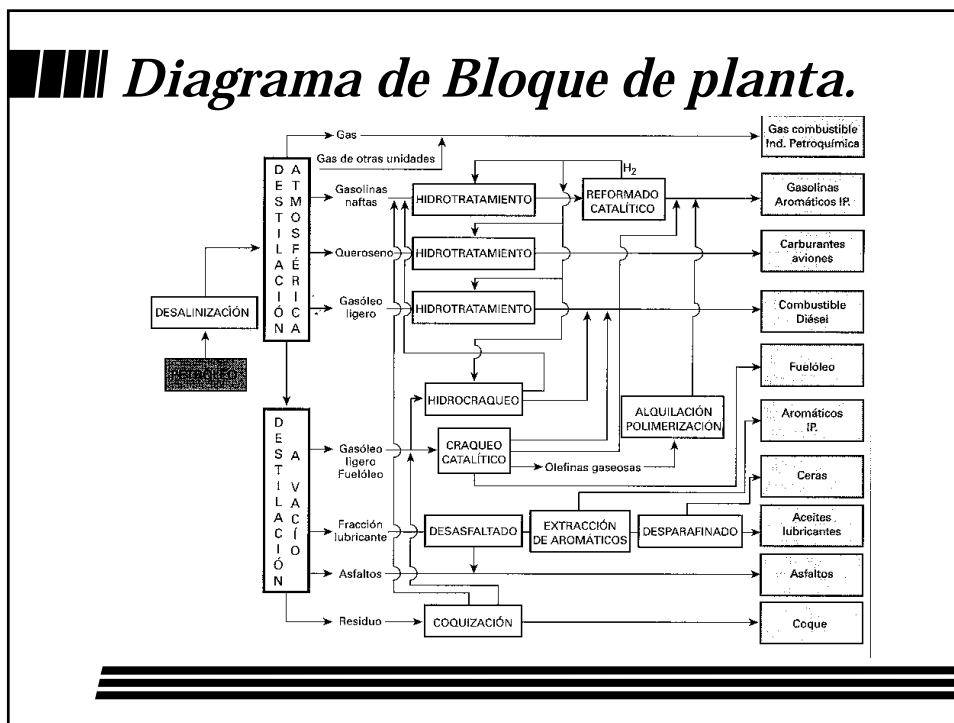 Diagrama de Bloque de planta.
Gas
Gas combustible
Ind. Petroquímica
Gas de otras unidades
H2
DESTILACIÓN
ATMOSFÉRICA
Gasolinas
naftas
HIDROTRATAMIENTO
REFORMADO
CATALÍTICO
Gasolinas
Aromáticos IP.
Queroseno
HIDROTRATAMIENTO
Carburantes
aviones
Gasóleo
ligero
HIDROTRATAMIENTO
Combustible
Diésel
DESALINIZACIÓN
PETRÓLEO
Fuelóleo
HIDROCRAQUEO
ALQUILACIÓN
POLIMERIZACIÓN
Aromáticos
IP.
DESTILACIÓN
A VACÍO
Gasóleo
ligero
Fuelóleo
CRAQUEO
CATALÍTICO
Olefinas gaseosas
Ceras
Fracción
lubricante
DESASFALTADO
EXTRACCIÓN
DE AROMÁTICOS
DESPARAFINADO
Aceites
lubricantes
Asfaltos
Asfaltos
Residuo
COQUIZACIÓN
Coque